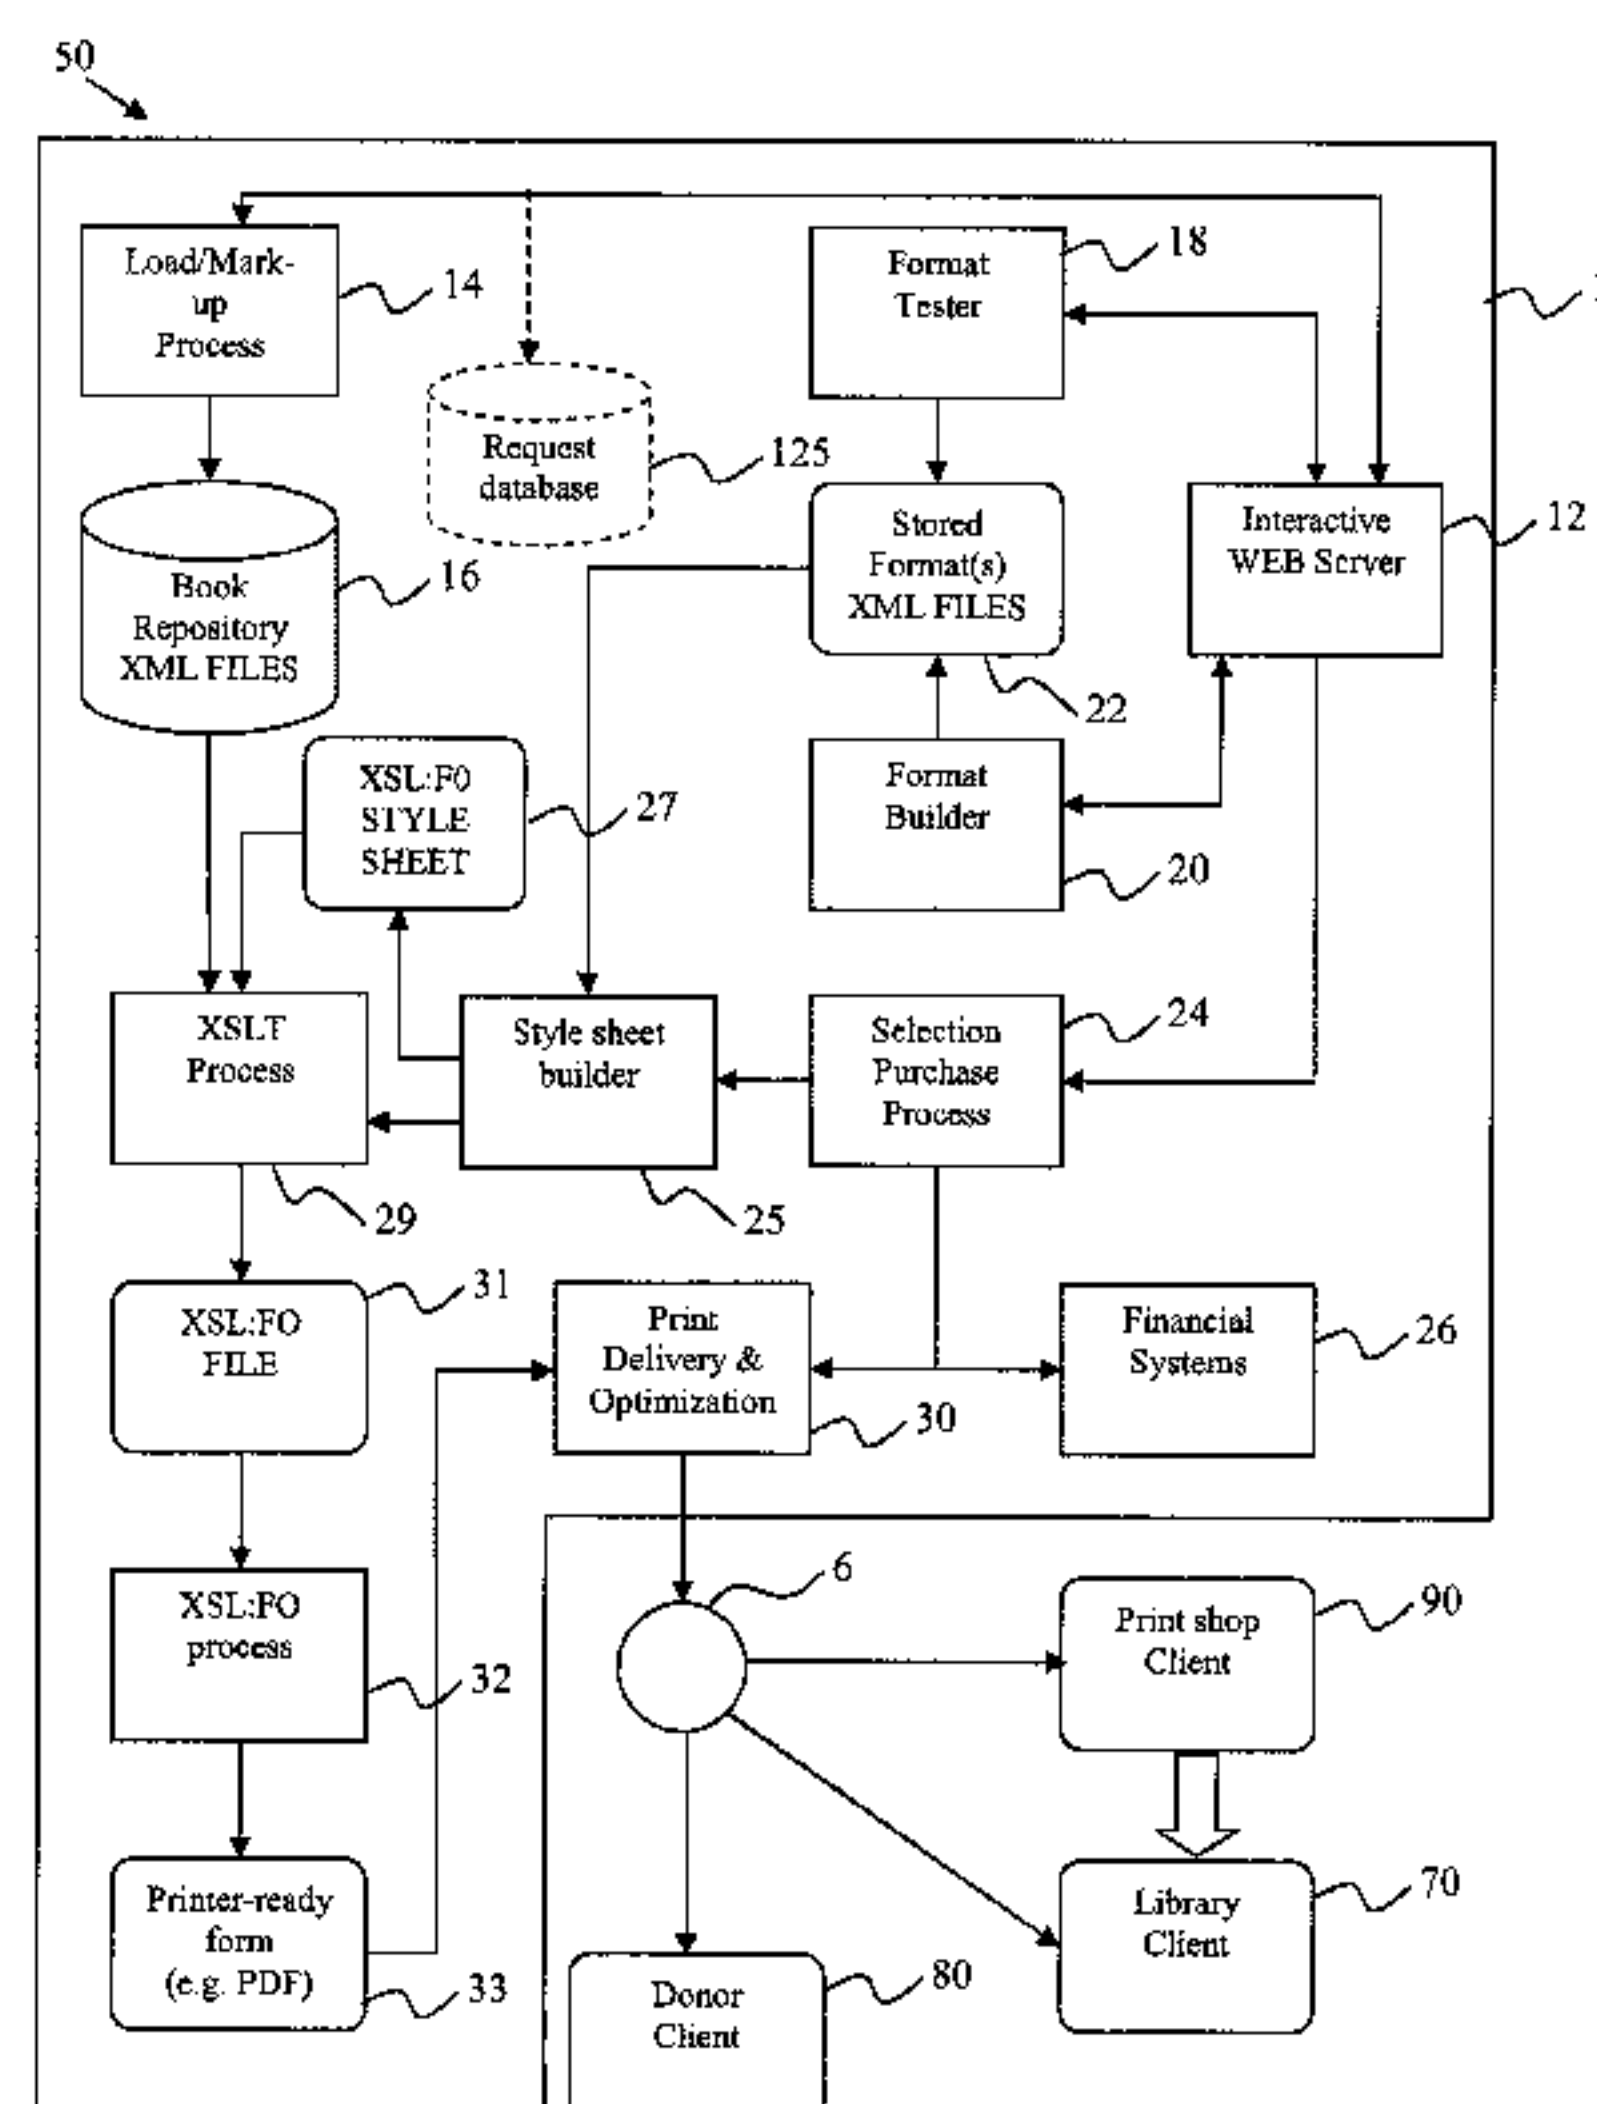 50
Load/Mark-
up
Process
14
Format
Tester
18
Request
database
125
Stored
Format(s)
XML FILES
22
Interactive
WEB Server
12
Book
Repository
XML FILES
16
XSL:F0
STYLE
SHEET
27
Format
Builder
20
XSLT
Process
29
Style sheet
builder
25
Selection
Purchase
Process
24
XSL:FO
FILE
31
Print
Delivery &
Optimization
30
Financial
Systems
26
XSL:FO
process
32
6
Print shop
Client
90
Printer-ready
form
(e.g. PDF)
33
Library
Client
70
Donor
Client
80